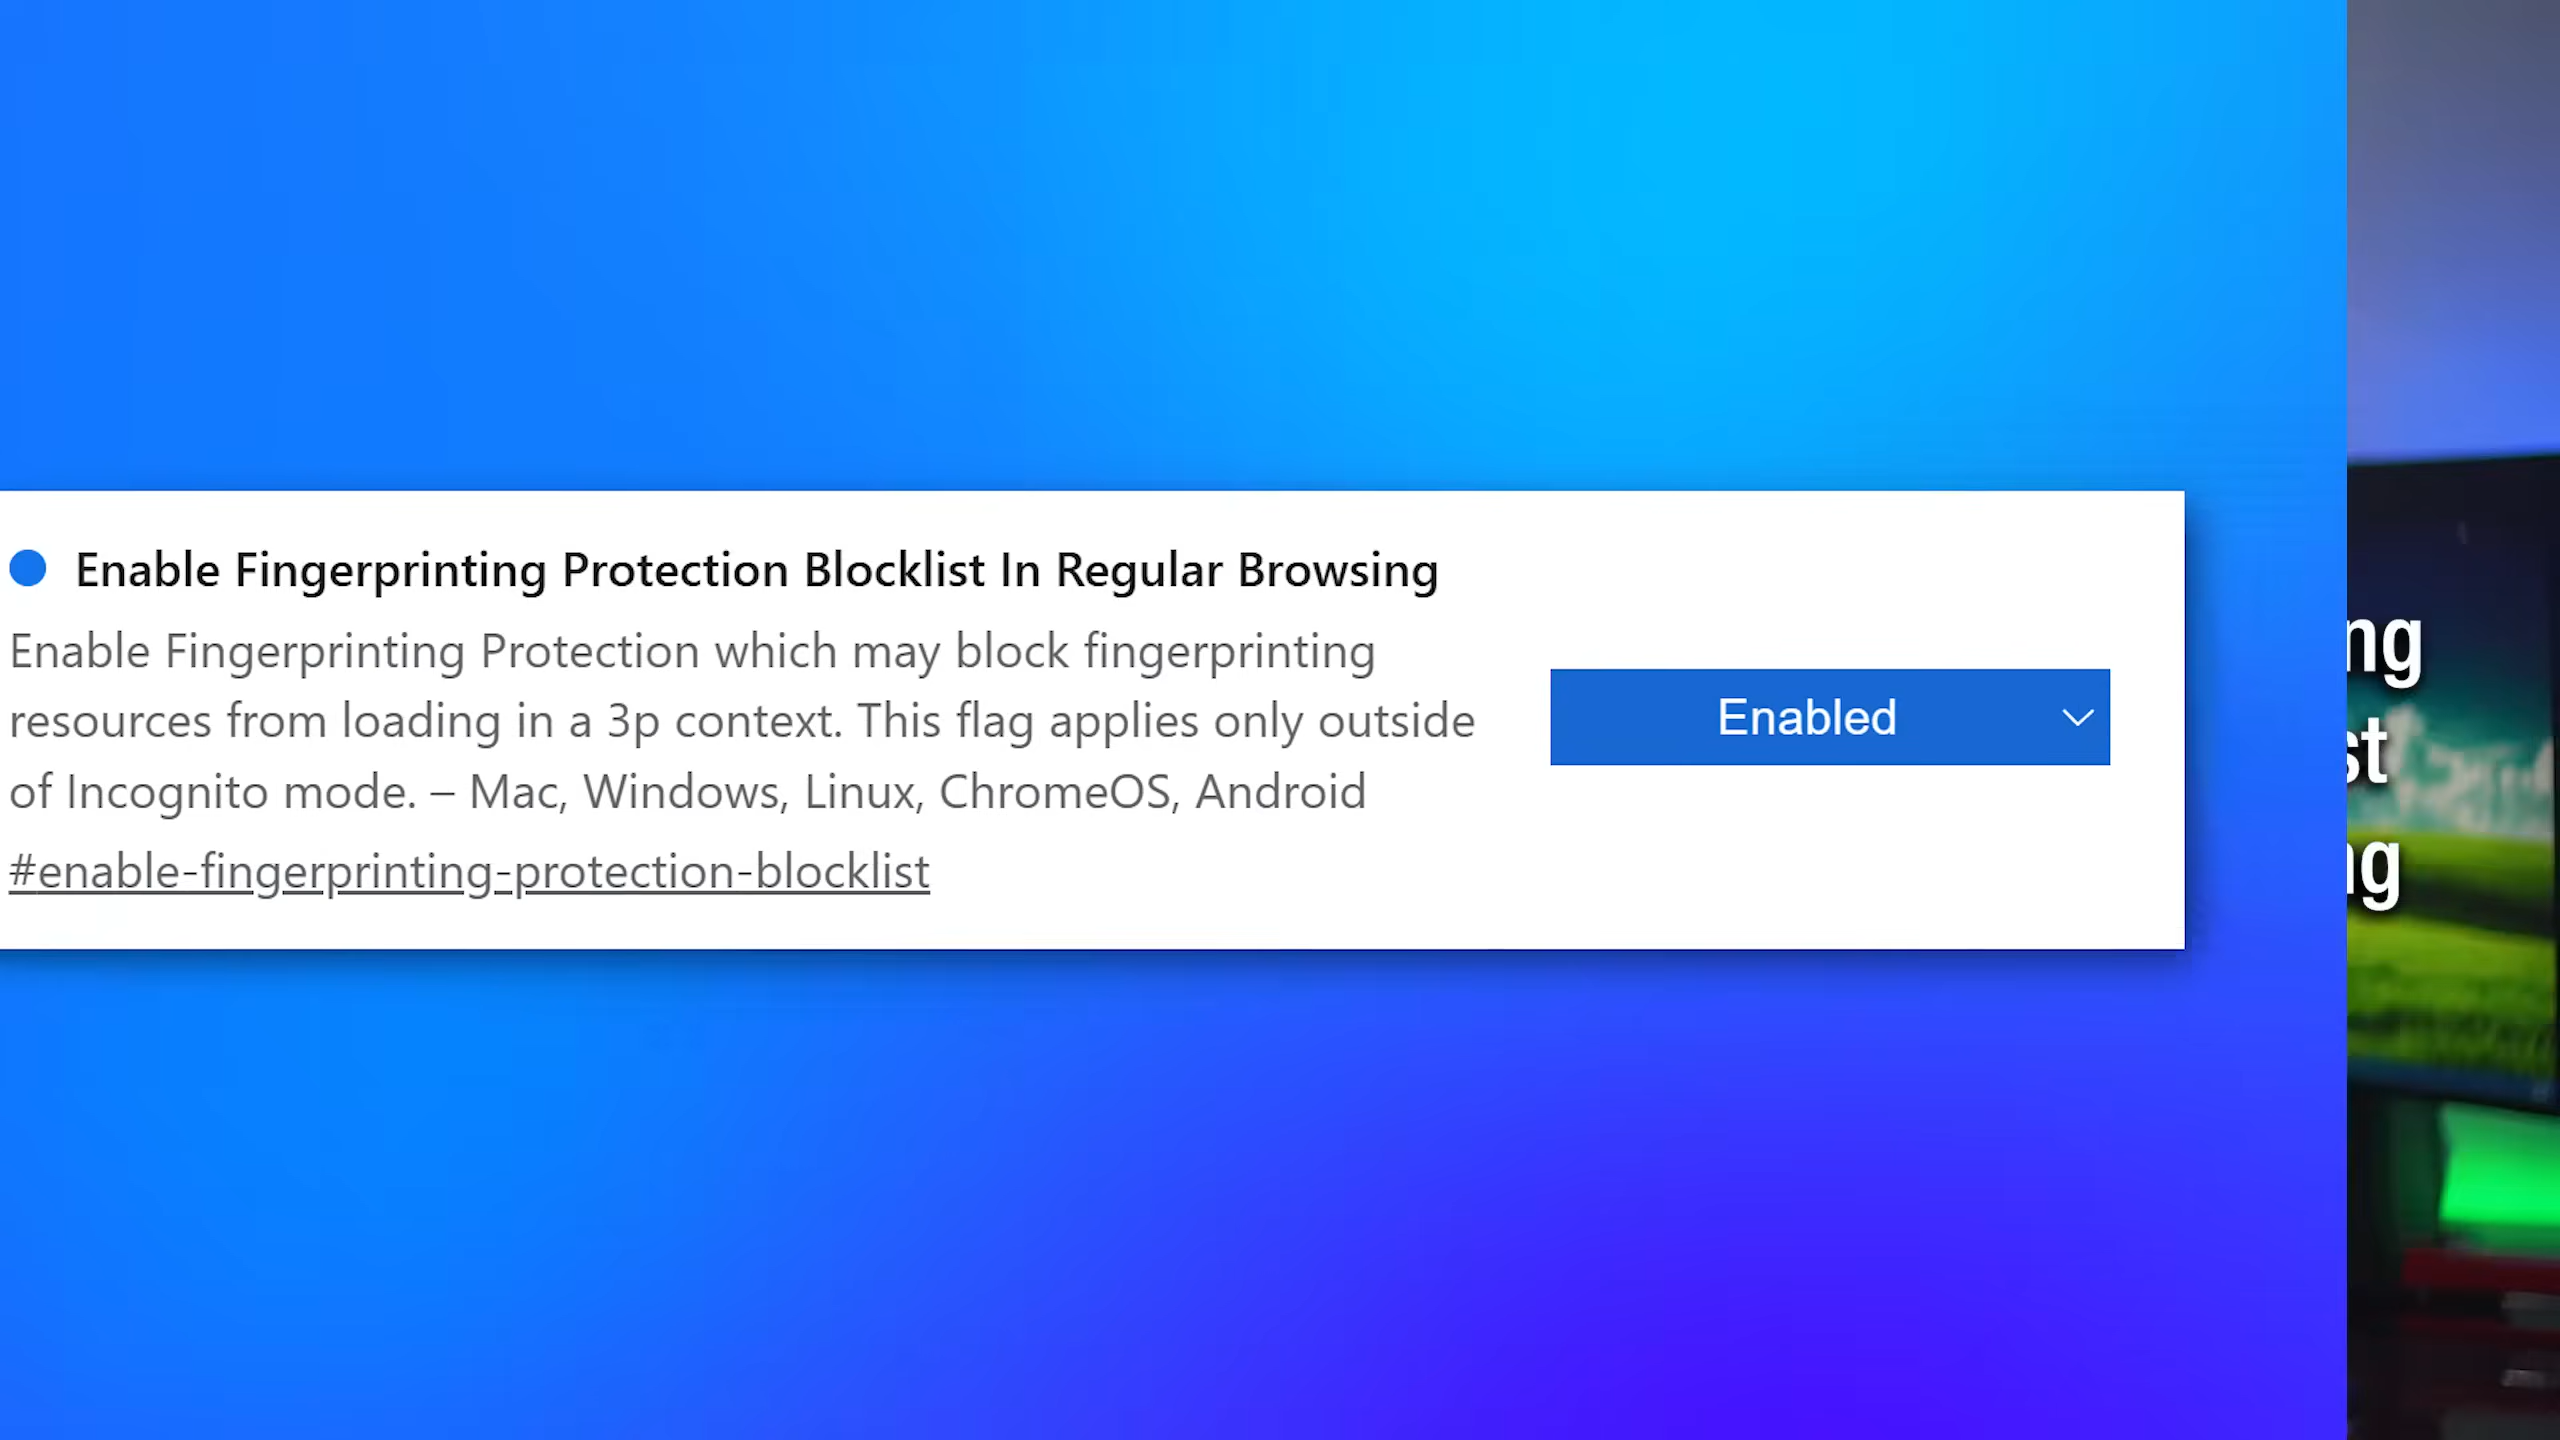 Enable Fingerprinting Protection Blocklist In Regular Browsing
Enable Fingerprinting Protection which may block fingerprinting
resources from loading in a 3p context. This flag applies only outside
of Incognito mode. – Mac, Windows, Linux, ChromeOS, Android
#enable-fingerprinting-protection-blocklist
Enabled